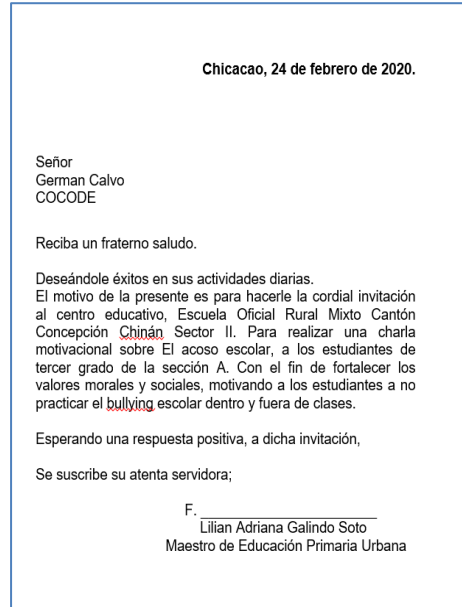 Chicacao, 24 de febrero de 2020.
Señor
German Calvo
COCODE
Reciba un fraterno saludo.
Deseándole éxitos en sus actividades diarias.
El motivo de la presente es para hacerle la cordial invitación
al centro educativo, Escuela Oficial Rural Mixto Cantón
Concepción Chinán Sector II. Para realizar una charla
motivacional sobre El acoso escolar, a los estudiantes de
tercer grado de la sección A. Con el fin de fortalecer los
valores morales y sociales, motivando a los estudiantes a no
practicar el bullying escolar dentro y fuera de clases.
Esperando una respuesta positiva, a dicha invitación,
Se suscribe su atenta servidora;
F. ______________________
Lilian Adriana Galindo Soto
Maestro de Educación Primaria Urbana